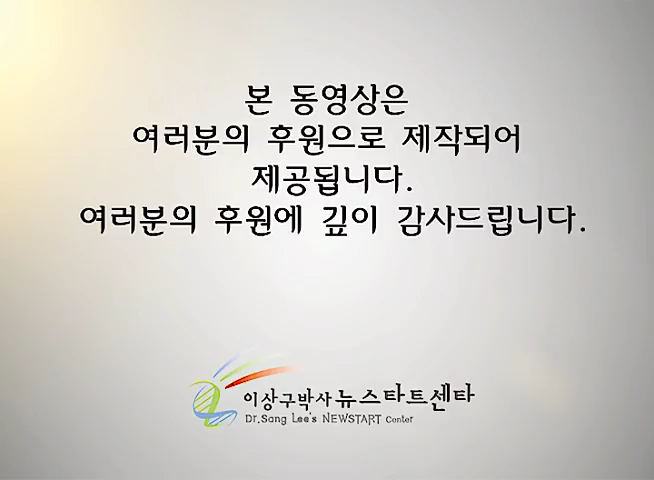 본 동영상은
여러분의 후원으로 제작되어
제공됩니다.
여러분의 후원에 깊이 감사드립니다.
이상구박사 뉴스타트센타
Dr.Sang Lee's NEWSTART Center